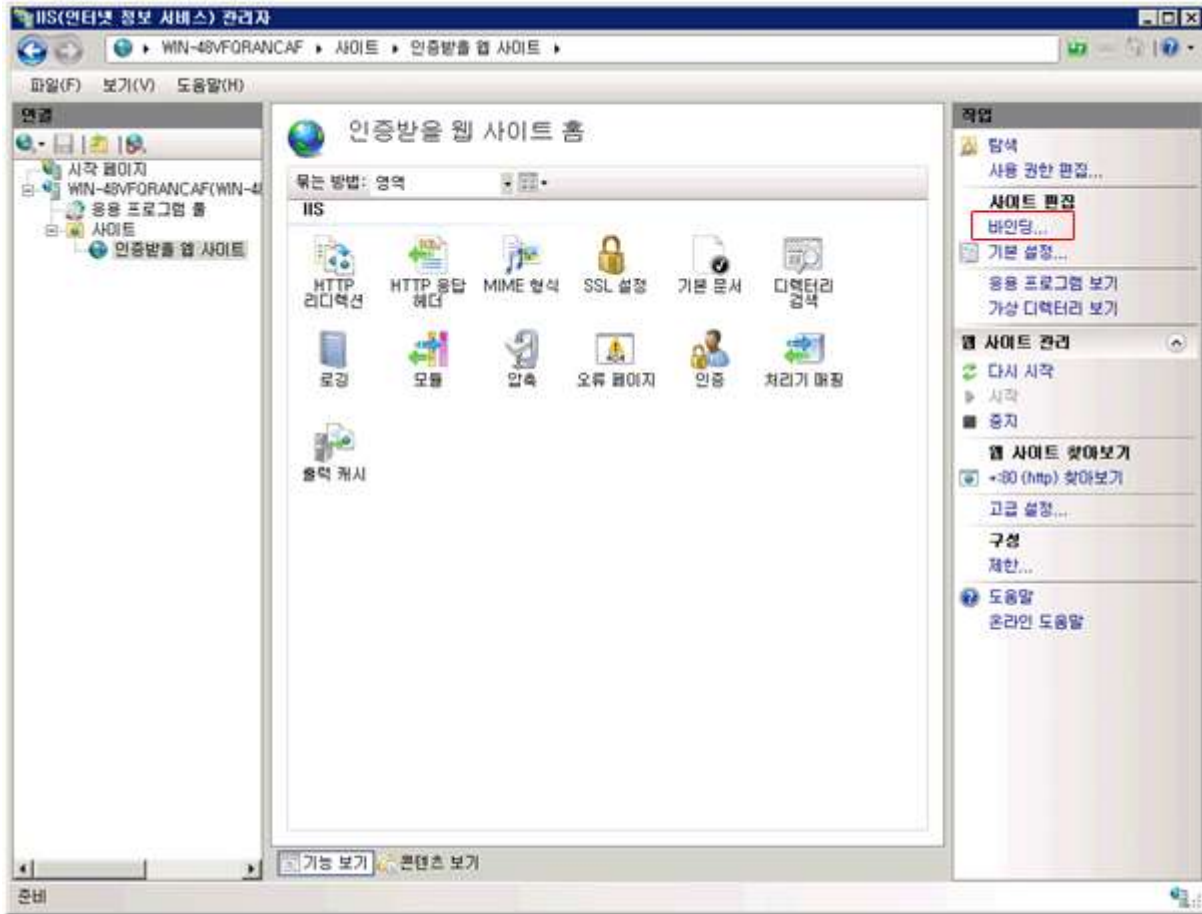 IIS(인터넷 정보 서비스) 관리자
WIN-48VFQRANCAF ▸ 사이트 ▸ 인증받을 웹 사이트 ▸
파일(F) 보기(V) 도움말(H)
연결
시작 페이지
WIN-48VFQRANCAF(WIN-48
응용 프로그램 풀
사이트
인증받을 웹 사이트
인증받을 웹 사이트 홈
묶는 방법: 영역
IIS
HTTP 리디렉션
HTTP 응답 헤더
MIME 형식
SSL 설정
기본 문서
디렉터리 검색
로깅
모듈
압축
오류 페이지
인증
처리기 매핑
출력 캐시
기능 보기
콘텐츠 보기
작업
탐색
사용 권한 편집...
사이트 편집
바인딩...
기본 설정...
응용 프로그램 보기
가상 디렉터리 보기
웹 사이트 관리
다시 시작
시작
중지
웹 사이트 찾아보기
*:80 (http) 찾아보기
고급 설정...
구성
제한...
도움말
온라인 도움말
준비